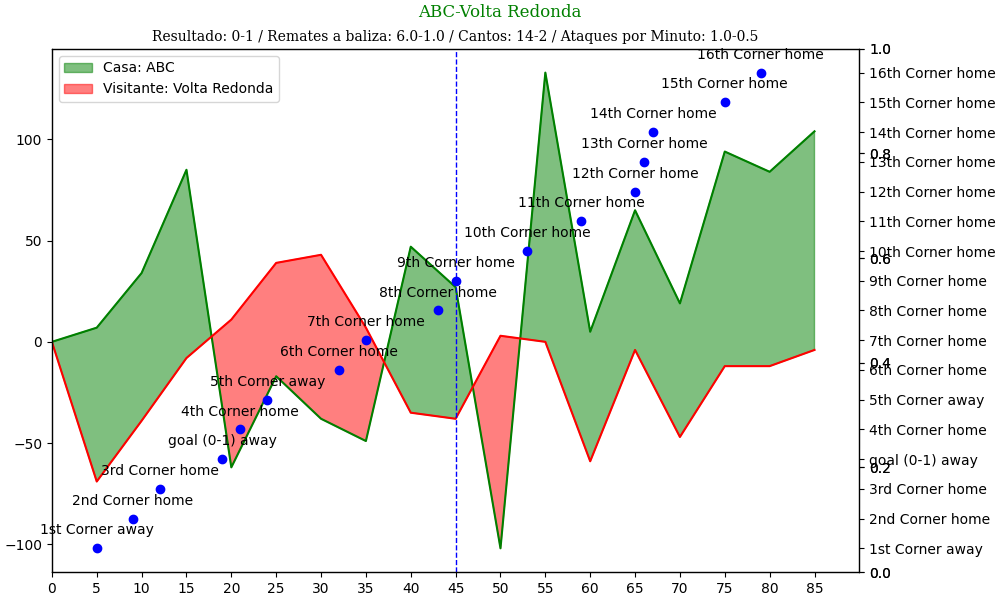 ABC-Volta Redonda
Resultado: 0-1 / Remates a baliza: 6.0-1.0 / Cantos: 14-2 / Ataques por Minuto: 1.0-0.5
Casa: ABC
Visitante: Volta Redonda
16th Corner home
15th Corner home
14th Corner home
13th Corner home
12th Corner home
11th Corner home
10th Corner home
9th Corner home
8th Corner home
7th Corner home
6th Corner home
5th Corner away
4th Corner home
goal (0-1) away
3rd Corner home
2nd Corner home
1st Corner away
100
50
0
−50
−100
1.0
16th Corner home
15th Corner home
14th Corner home
0.8
13th Corner home
12th Corner home
11th Corner home
10th Corner home
0.6
9th Corner home
8th Corner home
7th Corner home
0.4
6th Corner home
5th Corner away
4th Corner home
goal (0-1) away
0.2
3rd Corner home
2nd Corner home
1st Corner away
0.0
0 5 10 15 20 25 30 35 40 45 50 55 60 65 70 75 80 85